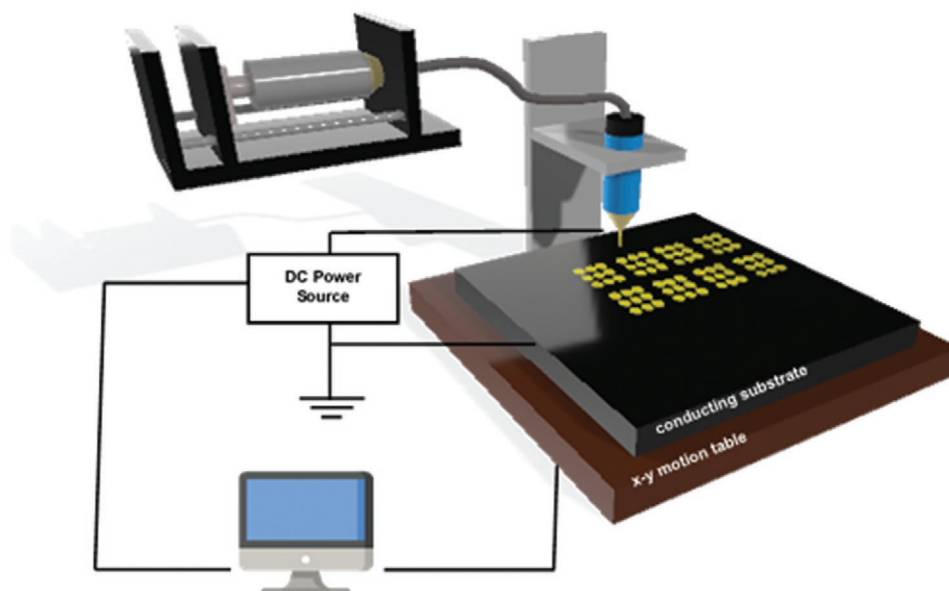 DC Power
Source
conducting substrate
x-y motion table